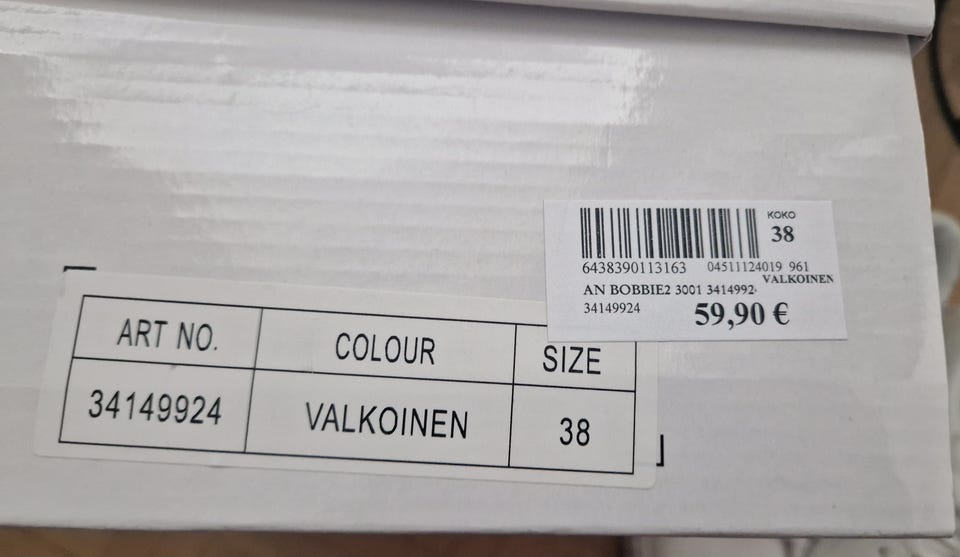 KOKO
38
6438390113163 04511124019 961
VALKOINEN
AN BOBBIE2 3001 3414992
34149924 59,90 €
ART NO. COLOUR SIZE
34149924 VALKOINEN 38